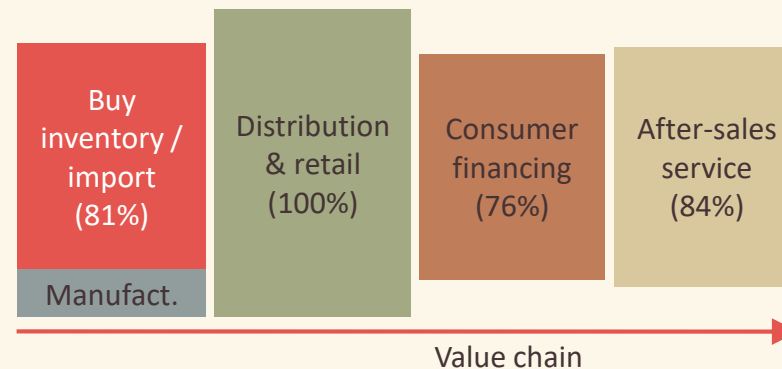 Buy
inventory /
import
(81%)
Manufact.
Distribution
& retail
(100%)
Consumer
financing
(76%)
After-sales
service
(84%)
Value chain